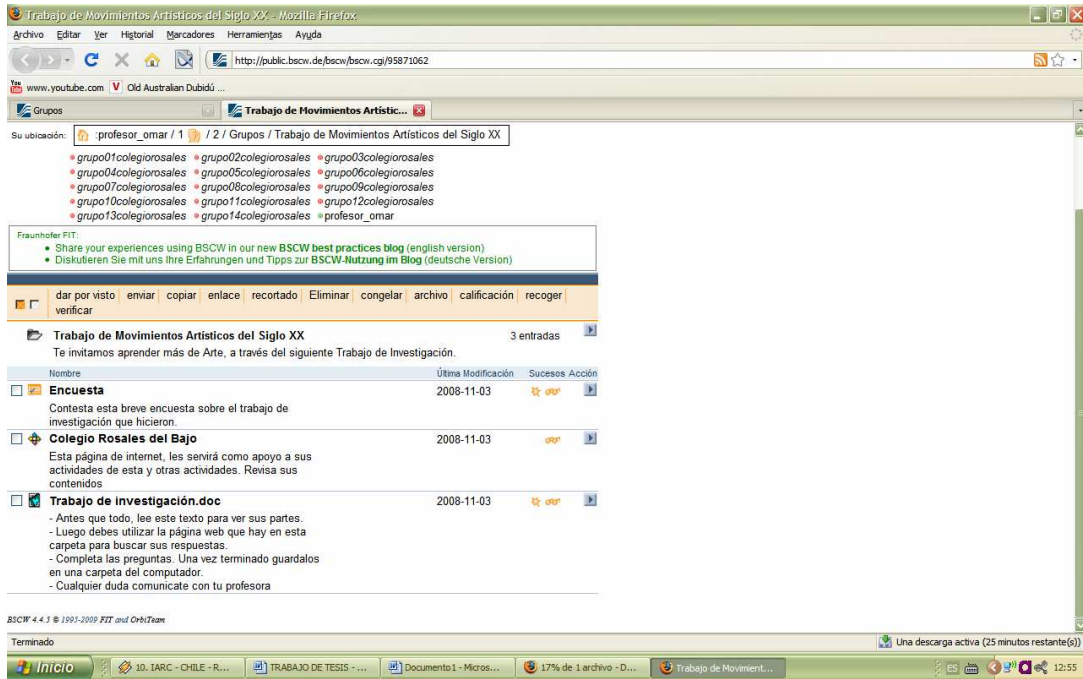 Trabajo de Movimientos Artísticos del Siglo XX - Mozilla Firefox
Archivo Editar Ver Historial Marcadores Herramientas Ayuda
http://public.bscw.de/bscw/bscw.cgi/95871062
www.youtube.com Old Australian Dubidú ...
Grupos Trabajo de Movimientos Artístic...
Su ubicación: :profesor_omar / 1 / 2 / Grupos / Trabajo de Movimientos Artísticos del Siglo XX
grupo01colegiorosales grupo02colegiorosales grupo03colegiorosales
grupo04colegiorosales grupo05colegiorosales grupo06colegiorosales
grupo07colegiorosales grupo08colegiorosales grupo09colegiorosales
grupo10colegiorosales grupo11colegiorosales grupo12colegiorosales
grupo13colegiorosales grupo14colegiorosales profesor_omar
Fraunhofer FIT:
Share your experiences using BSCW in our new BSCW best practices blog (english version)
Diskutieren Sie mit uns Ihre Erfahrungen und Tipps zur BSCW-Nutzung im Blog (deutsche Version)
dar por visto enviar copiar enlace recortado Eliminar congelar archivo calificación recoger
verificar
Trabajo de Movimientos Artísticos del Siglo XX 3 entradas
Te invitamos aprender más de Arte, a través del siguiente Trabajo de Investigación.
Nombre Última Modificación Sucesos Acción
Encuesta 2008-11-03
Contesta esta breve encuesta sobre el trabajo de
investigación que hicieron.
Colegio Rosales del Bajo 2008-11-03
Esta página de internet, les servirá como apoyo a sus
actividades de esta y otras actividades. Revisa sus
contenidos
Trabajo de investigación.doc 2008-11-03
- Antes que todo, lee este texto para ver sus partes.
- Luego debes utilizar la página web que hay en esta
carpeta para buscar sus respuestas.
- Completa las preguntas. Una vez terminado guardalos
en una carpeta del computador.
- Cualquier duda comunicate con tu profesora
BSCW 4.4.5 © 1995-2009 FIT and OrbiTeam
Terminado Una descarga activa (25 minutos restante(s))
Inicio 10. IARC - CHILE - R... TRABAJO DE TESIS - ... Documento1 - Micros... 17% de 1 archivo - D... Trabajo de Movimient... ES 12:55